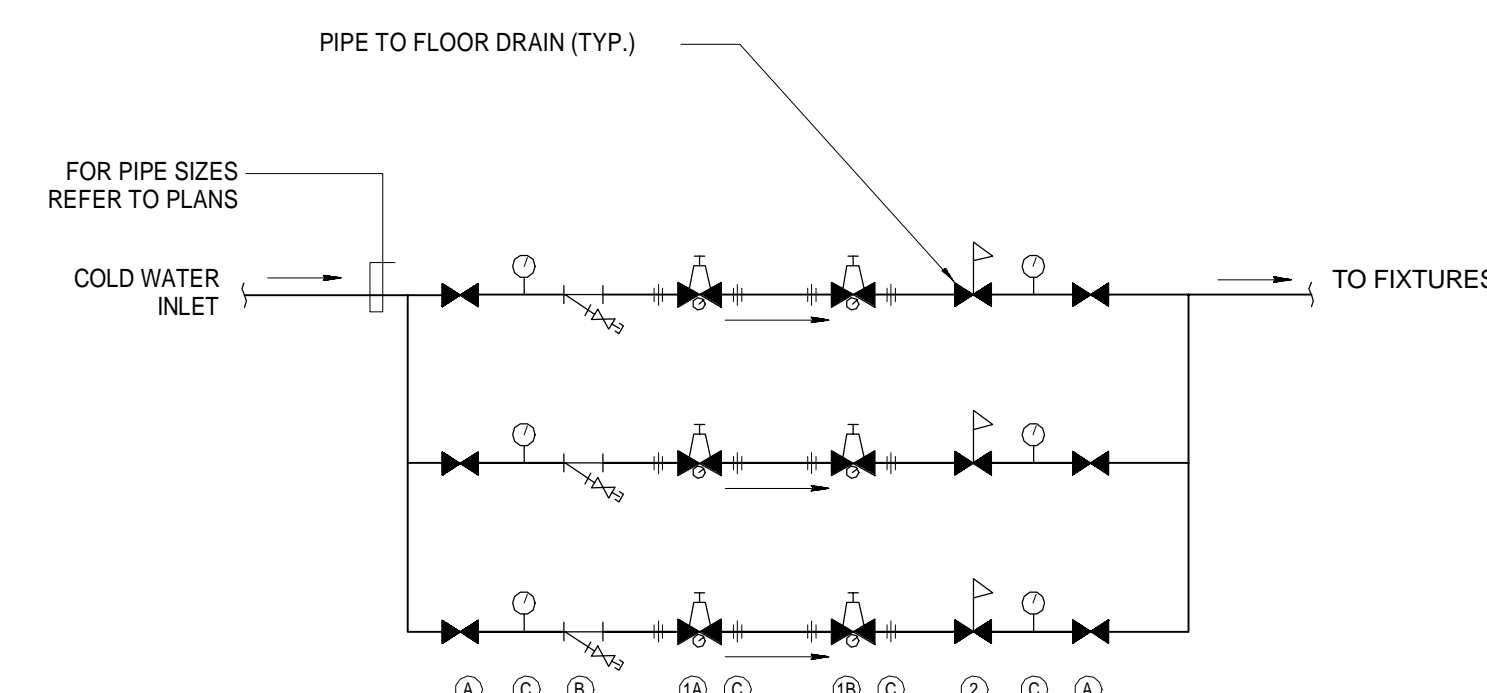 PIPE TO FLOOR DRAIN (TYP.)
FOR PIPE SIZES
REFER TO PLANS
COLD WATER
INLET
TO FIXTURES
A C B 1A C 1B C 2 C A